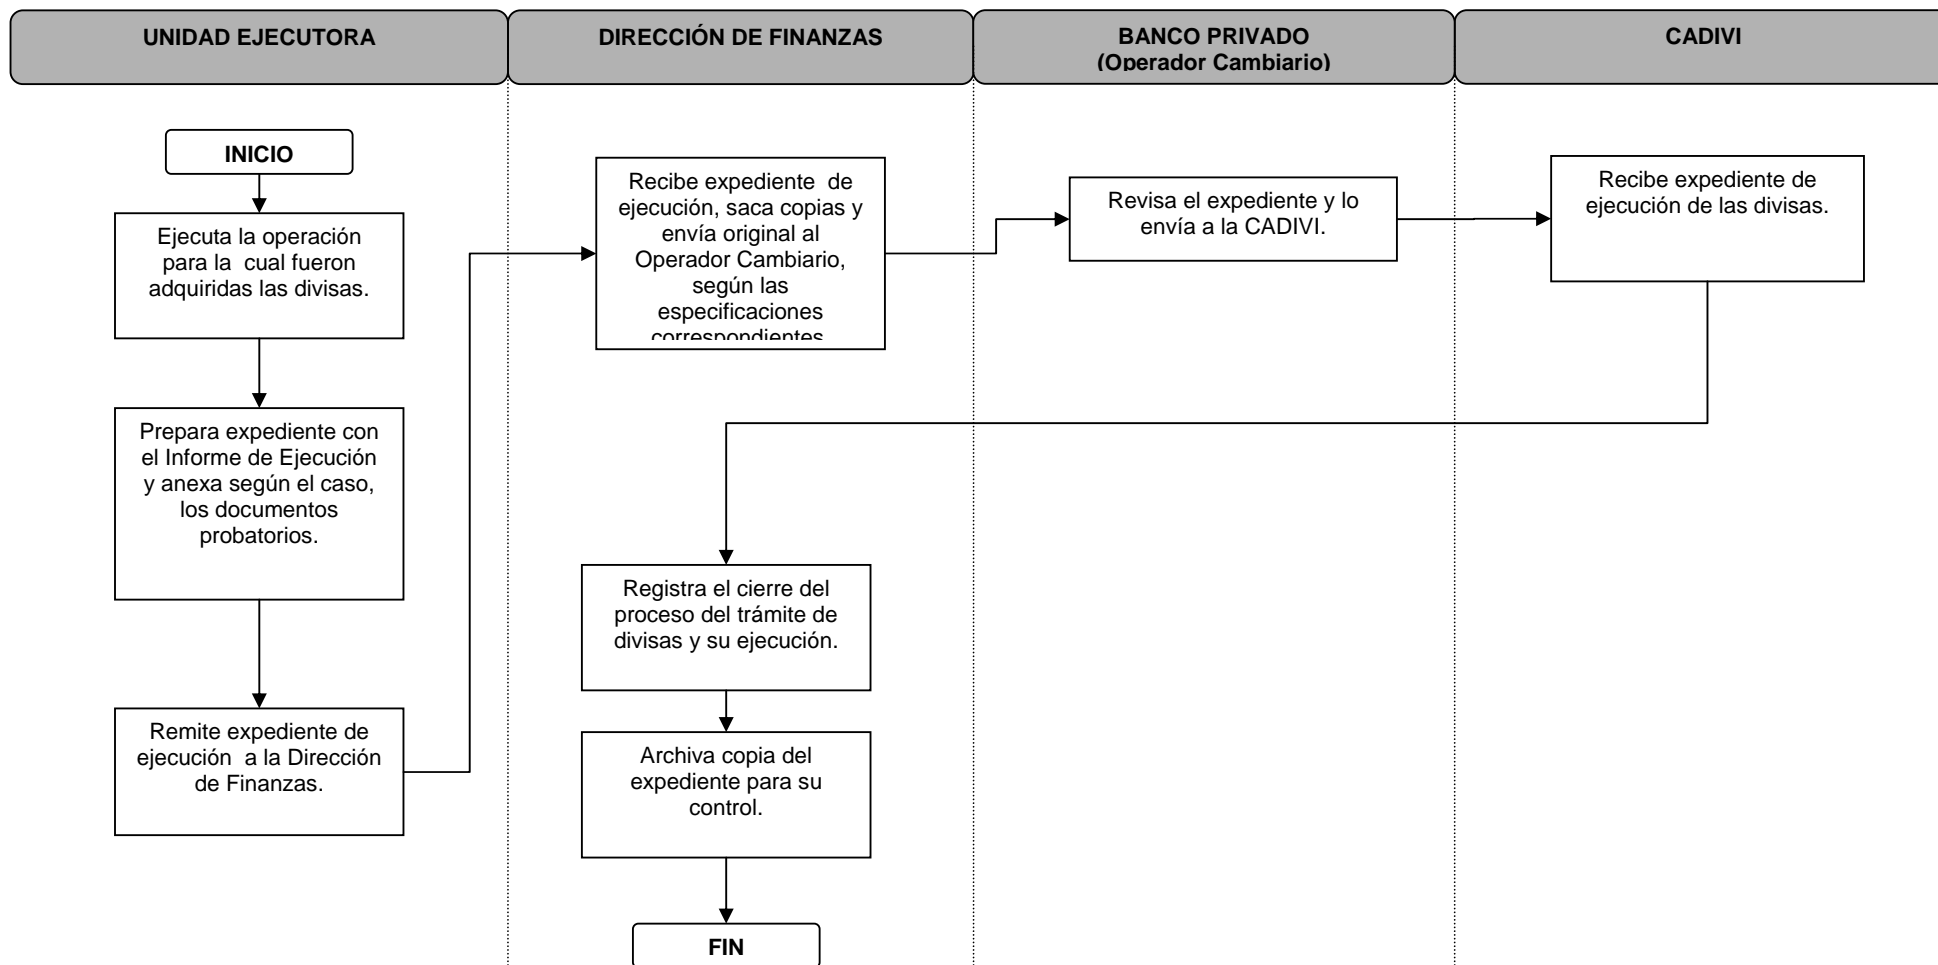 UNIDAD EJECUTORA
DIRECCIÓN DE FINANZAS
BANCO PRIVADO
(Operador Cambiario)
CADIVI
INICIO
Ejecuta la operación
para la cual fueron
adquiridas las divisas.
Prepara expediente con
el Informe de Ejecución
y anexa según el caso,
los documentos
probatorios.
Remite expediente de
ejecución a la Dirección
de Finanzas.
Recibe expediente de
ejecución, saca copias y
envía original al
Operador Cambiario,
según las
especificaciones
correspondientes
Revisa el expediente y lo
envía a la CADIVI.
Recibe expediente de
ejecución de las divisas.
Registra el cierre del
proceso del trámite de
divisas y su ejecución.
Archiva copia del
expediente para su
control.
FIN